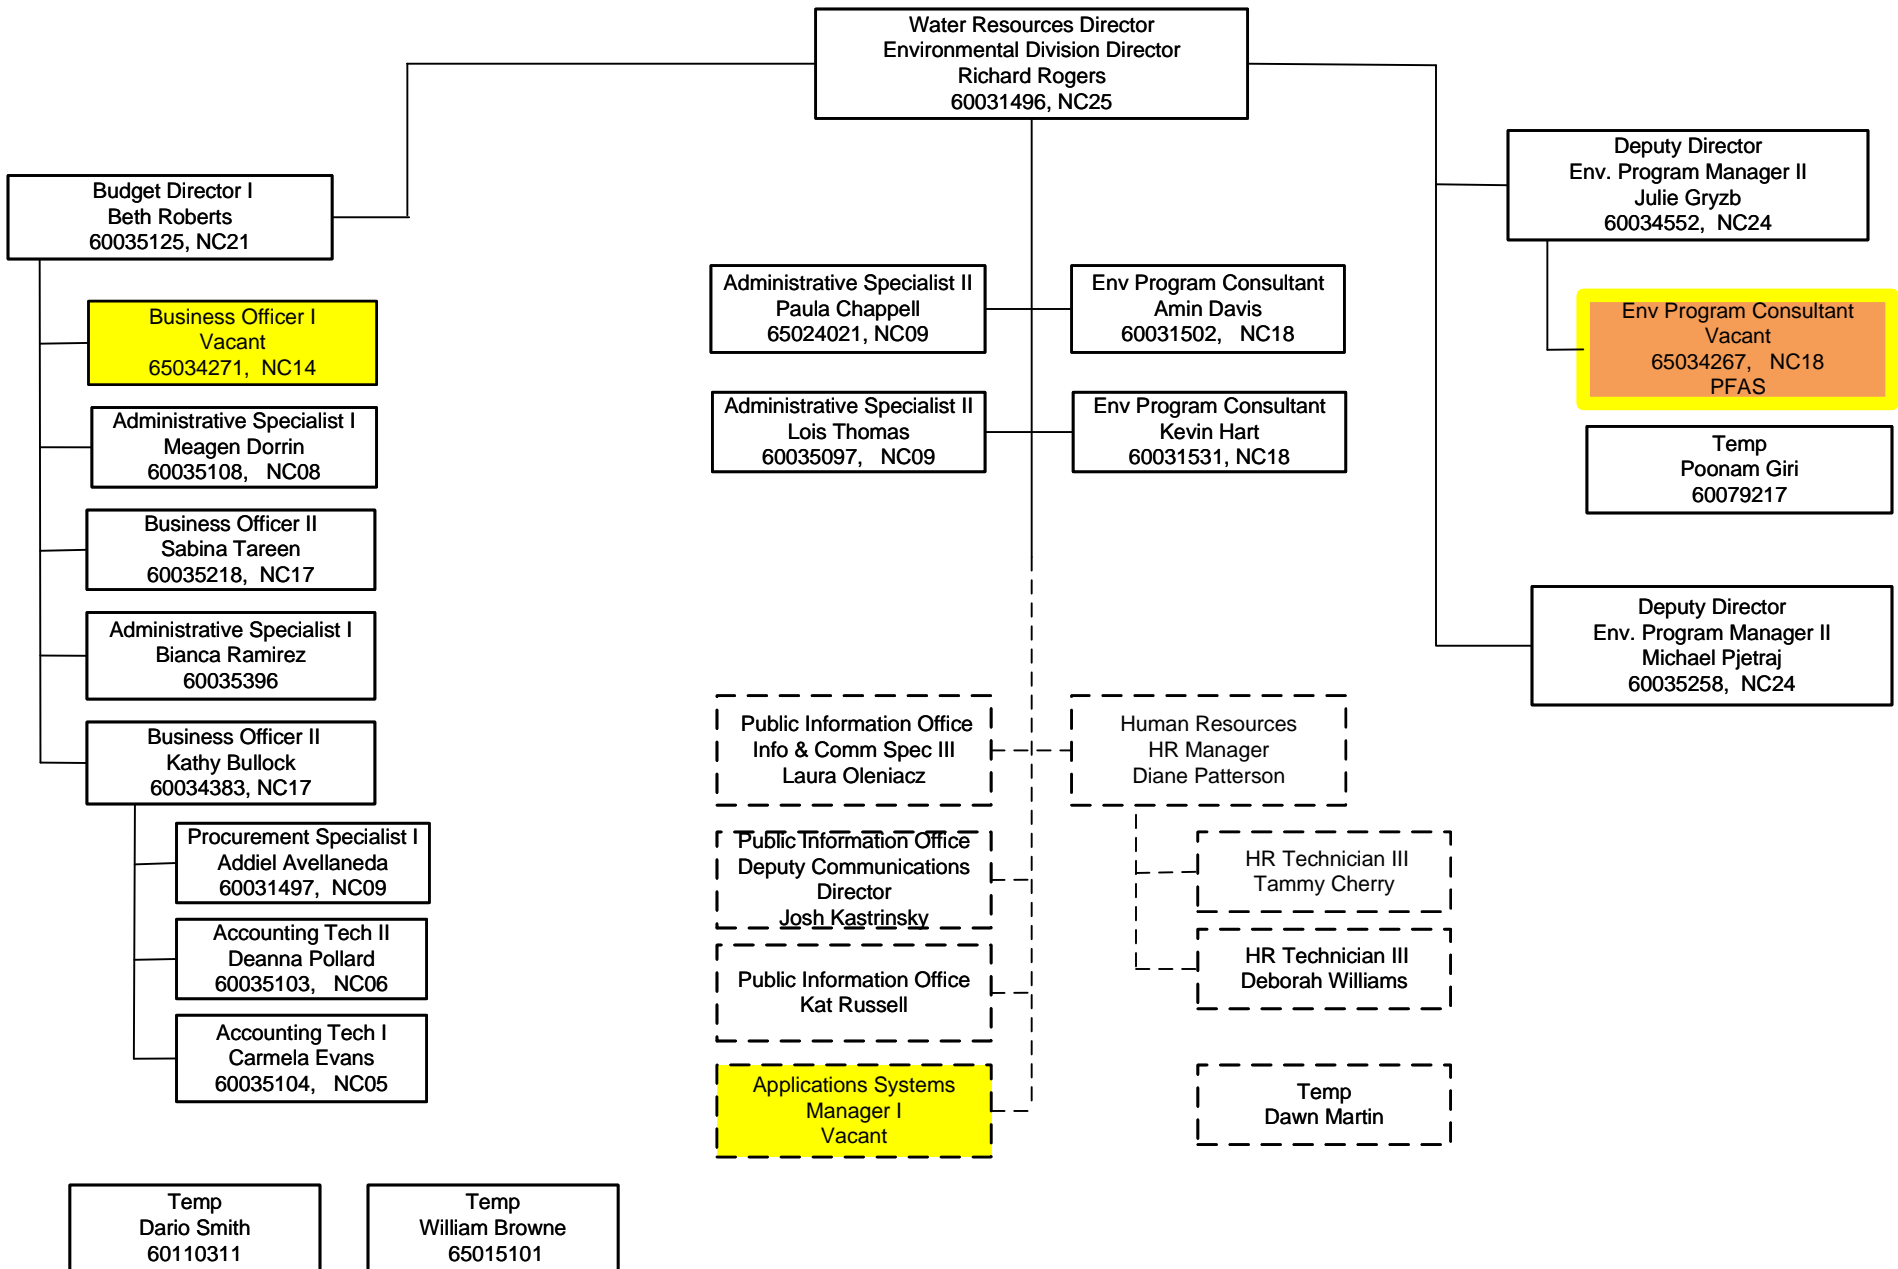 Water Resources Director
Environmental Division Director
Richard Rogers
60031496, NC25
Budget Director I
Beth Roberts
60035125, NC21
Business Officer I
Vacant
65034271, NC14
Administrative Specialist I
Meagen Dorrin
60035108, NC08
Business Officer II
Sabina Tareen
60035218, NC17
Administrative Specialist I
Bianca Ramirez
60035396
Business Officer II
Kathy Bullock
60034383, NC17
Procurement Specialist I
Addiel Avellaneda
60031497, NC09
Accounting Tech II
Deanna Pollard
60035103, NC06
Accounting Tech I
Carmela Evans
60035104, NC05
Temp
Dario Smith
60110311
Temp
William Browne
65015101
Administrative Specialist II
Paula Chappell
65024021, NC09
Env Program Consultant
Amin Davis
60031502, NC18
Administrative Specialist II
Lois Thomas
60035097, NC09
Env Program Consultant
Kevin Hart
60031531, NC18
Public Information Office
Info & Comm Spec III
Laura Oleniacz
Human Resources
HR Manager
Diane Patterson
Public Information Office
Deputy Communications
Director
Josh Kastrinsky
HR Technician III
Tammy Cherry
Public Information Office
Kat Russell
HR Technician III
Deborah Williams
Applications Systems
Manager I
Vacant
Temp
Dawn Martin
Deputy Director
Env. Program Manager II
Julie Gryzb
60034552, NC24
Env Program Consultant
Vacant
65034267, NC18
PFAS
Temp
Poonam Giri
60079217
Deputy Director
Env. Program Manager II
Michael Pjetraj
60035258, NC24